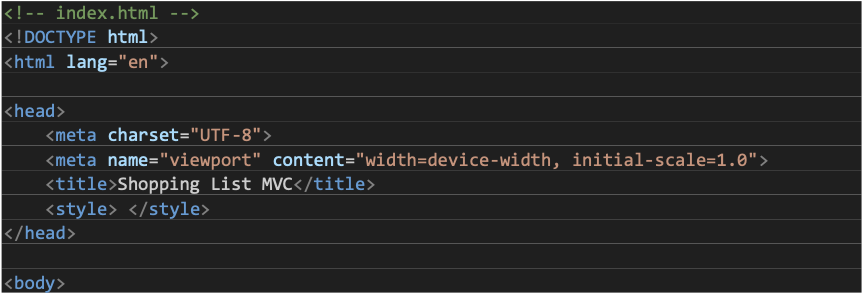 <!-- index.html -->
<!DOCTYPE html>
<html lang="en">
<head>
    <meta charset="UTF-8">
    <meta name="viewport" content="width=device-width, initial-scale=1.0">
    <title>Shopping List MVC</title>
    <style> </style>
</head>
<body>